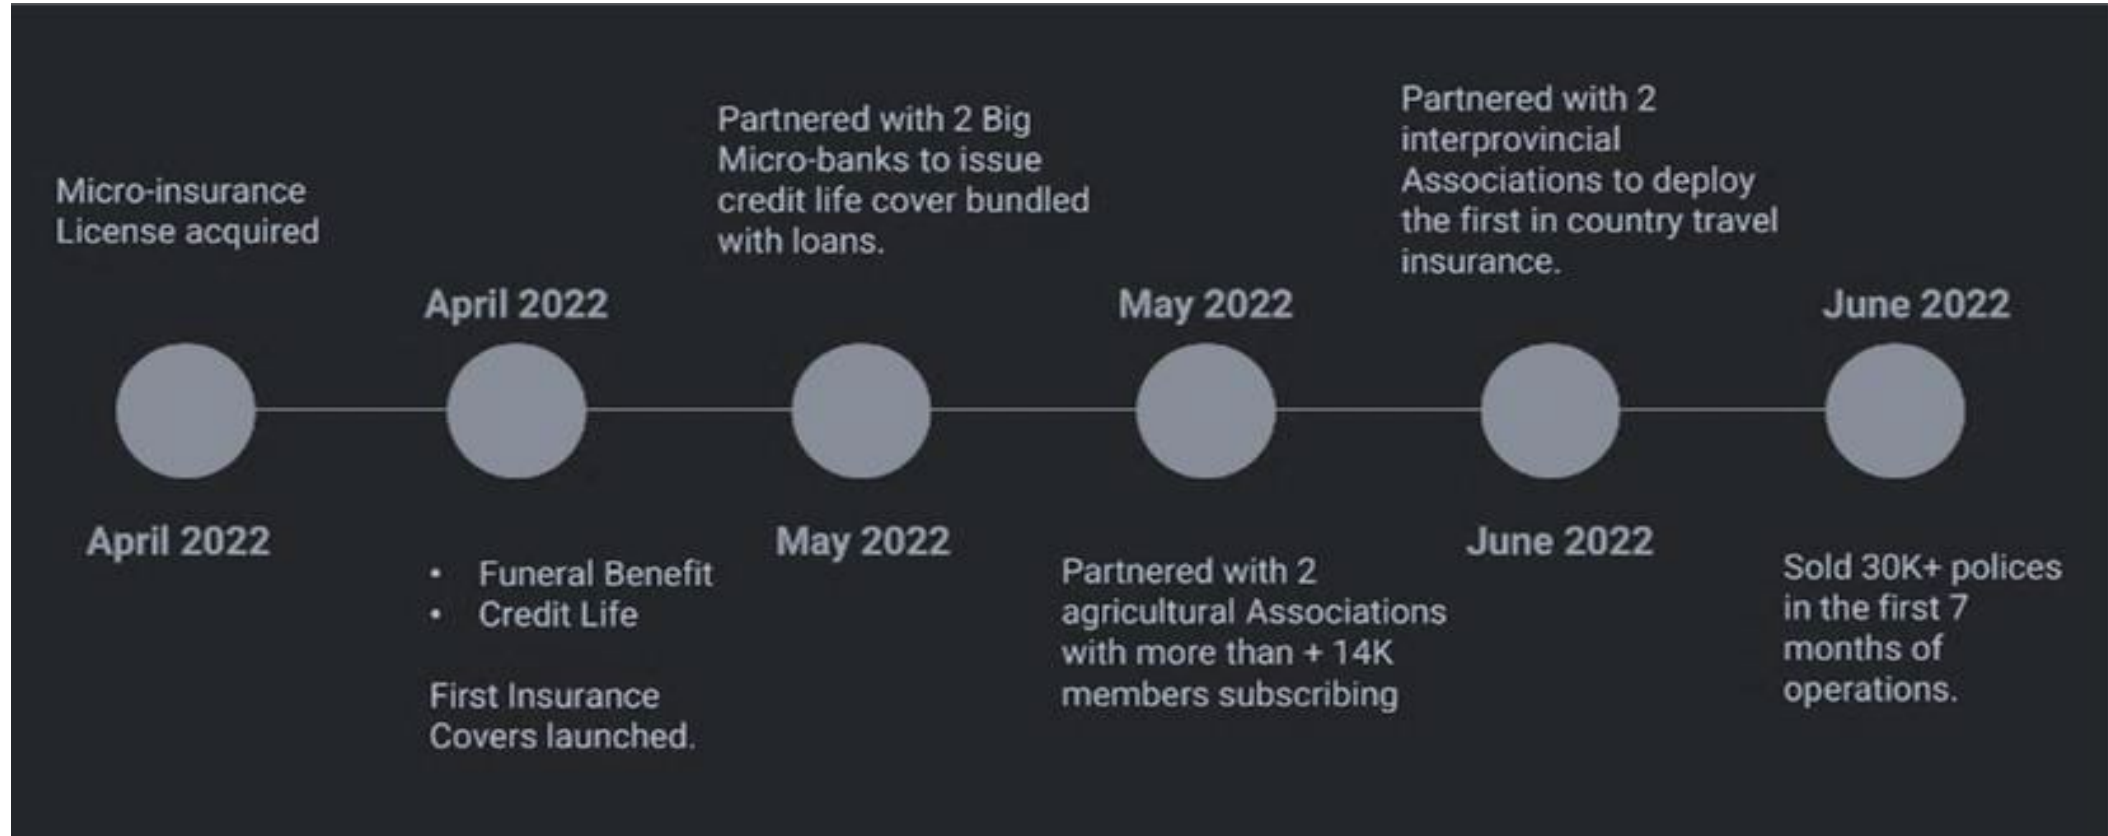 Micro-insurance
License acquired
April 2022
April 2022
• Funeral Benefit
• Credit Life
First Insurance
Covers launched.
Partnered with 2 Big
Micro-banks to issue
credit life cover bundled
with loans.
May 2022
May 2022
Partnered with 2
agricultural Associations
with more than + 14K
members subscribing
Partnered with 2
interprovincial
Associations to deploy
the first in country travel
insurance.
June 2022
June 2022
Sold 30K+ polices
in the first 7
months of
operations.